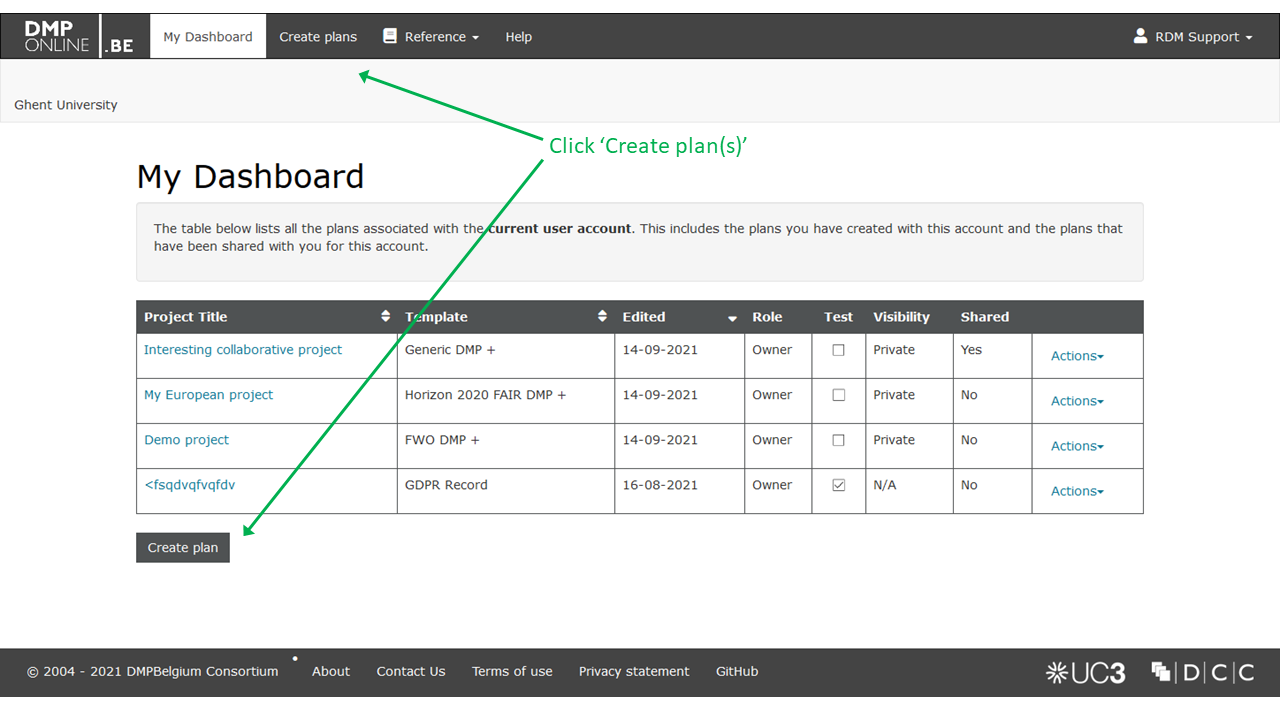 DMP ONLINE .BE My Dashboard Create plans Reference Help RDM Support
Ghent University
Click ‘Create plan(s)’
My Dashboard
The table below lists all the plans associated with the current user account. This includes the plans you have created with this account and the plans that
have been shared with you for this account.
Project Title Template Edited Role Test Visibility Shared
Interesting collaborative project Generic DMP + 14-09-2021 Owner Private Yes Actions
My European project Horizon 2020 FAIR DMP + 14-09-2021 Owner Private No Actions
Demo project FWO DMP + 14-09-2021 Owner Private No Actions
<fsqdvqfvqfdv GDPR Record 16-08-2021 Owner N/A No Actions
Create plan
© 2004 - 2021 DMPBelgium Consortium About Contact Us Terms of use Privacy statement GitHub UC3 D|C|C